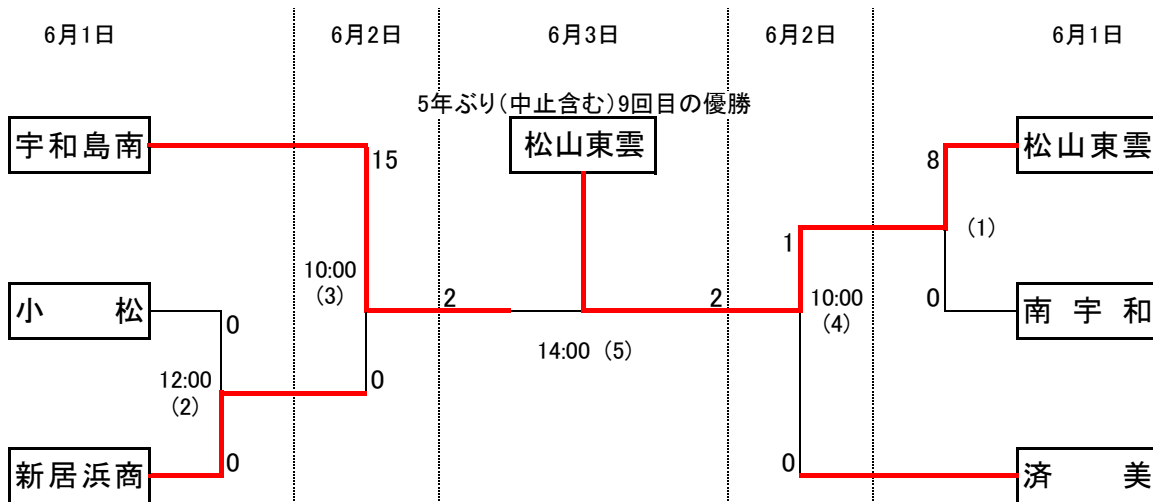 6月1日
6月2日
6月3日
6月2日
6月1日
5年ぶり(中止含む)9回目の優勝
宇和島南
15
松山東雲
8
松山東雲
(1)
1
10:00
(3)
小 松
0
2
2
10:00
(4)
0
南 宇 和
14:00 (5)
12:00
(2)
0
新居浜商
0
0
済 美